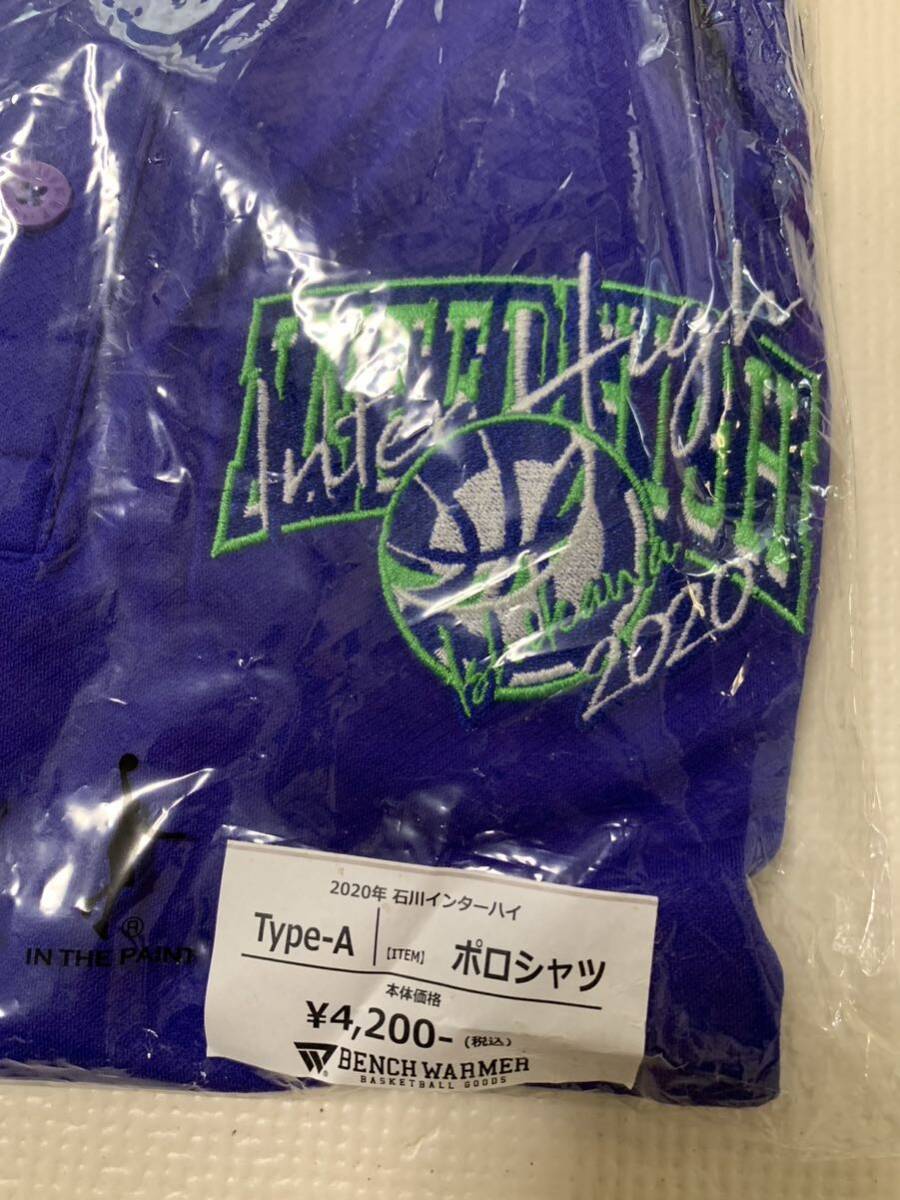 INTERHIGH
Inter High
Ishikawa
2020
IN THE PAINT
®
2020年 石川インターハイ
Type-A 【ITEM】 ポロシャツ
本体価格
¥4,200-(税込)
BENCH WARMER
BASKETBALL GOODS